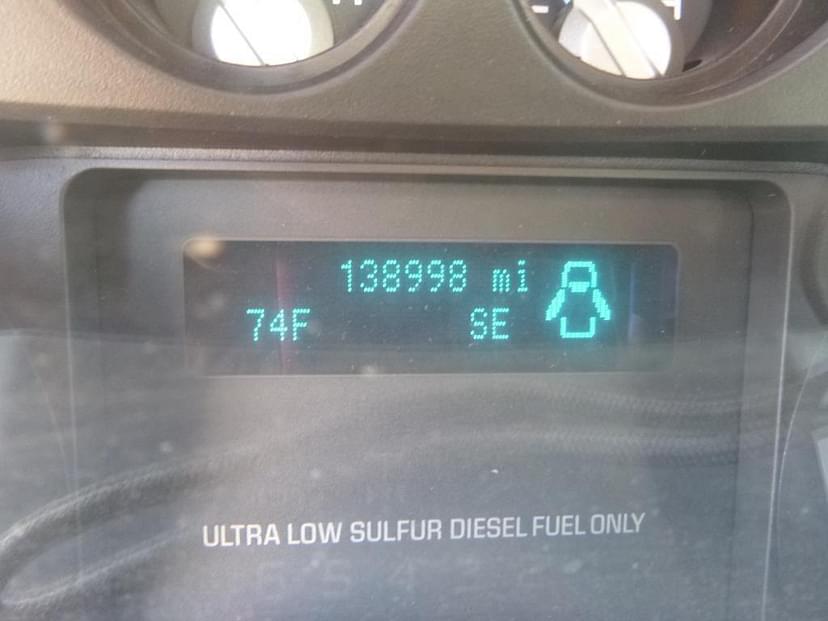 138998 mi
74F SE
ULTRA LOW SULFUR DIESEL FUEL ONLY